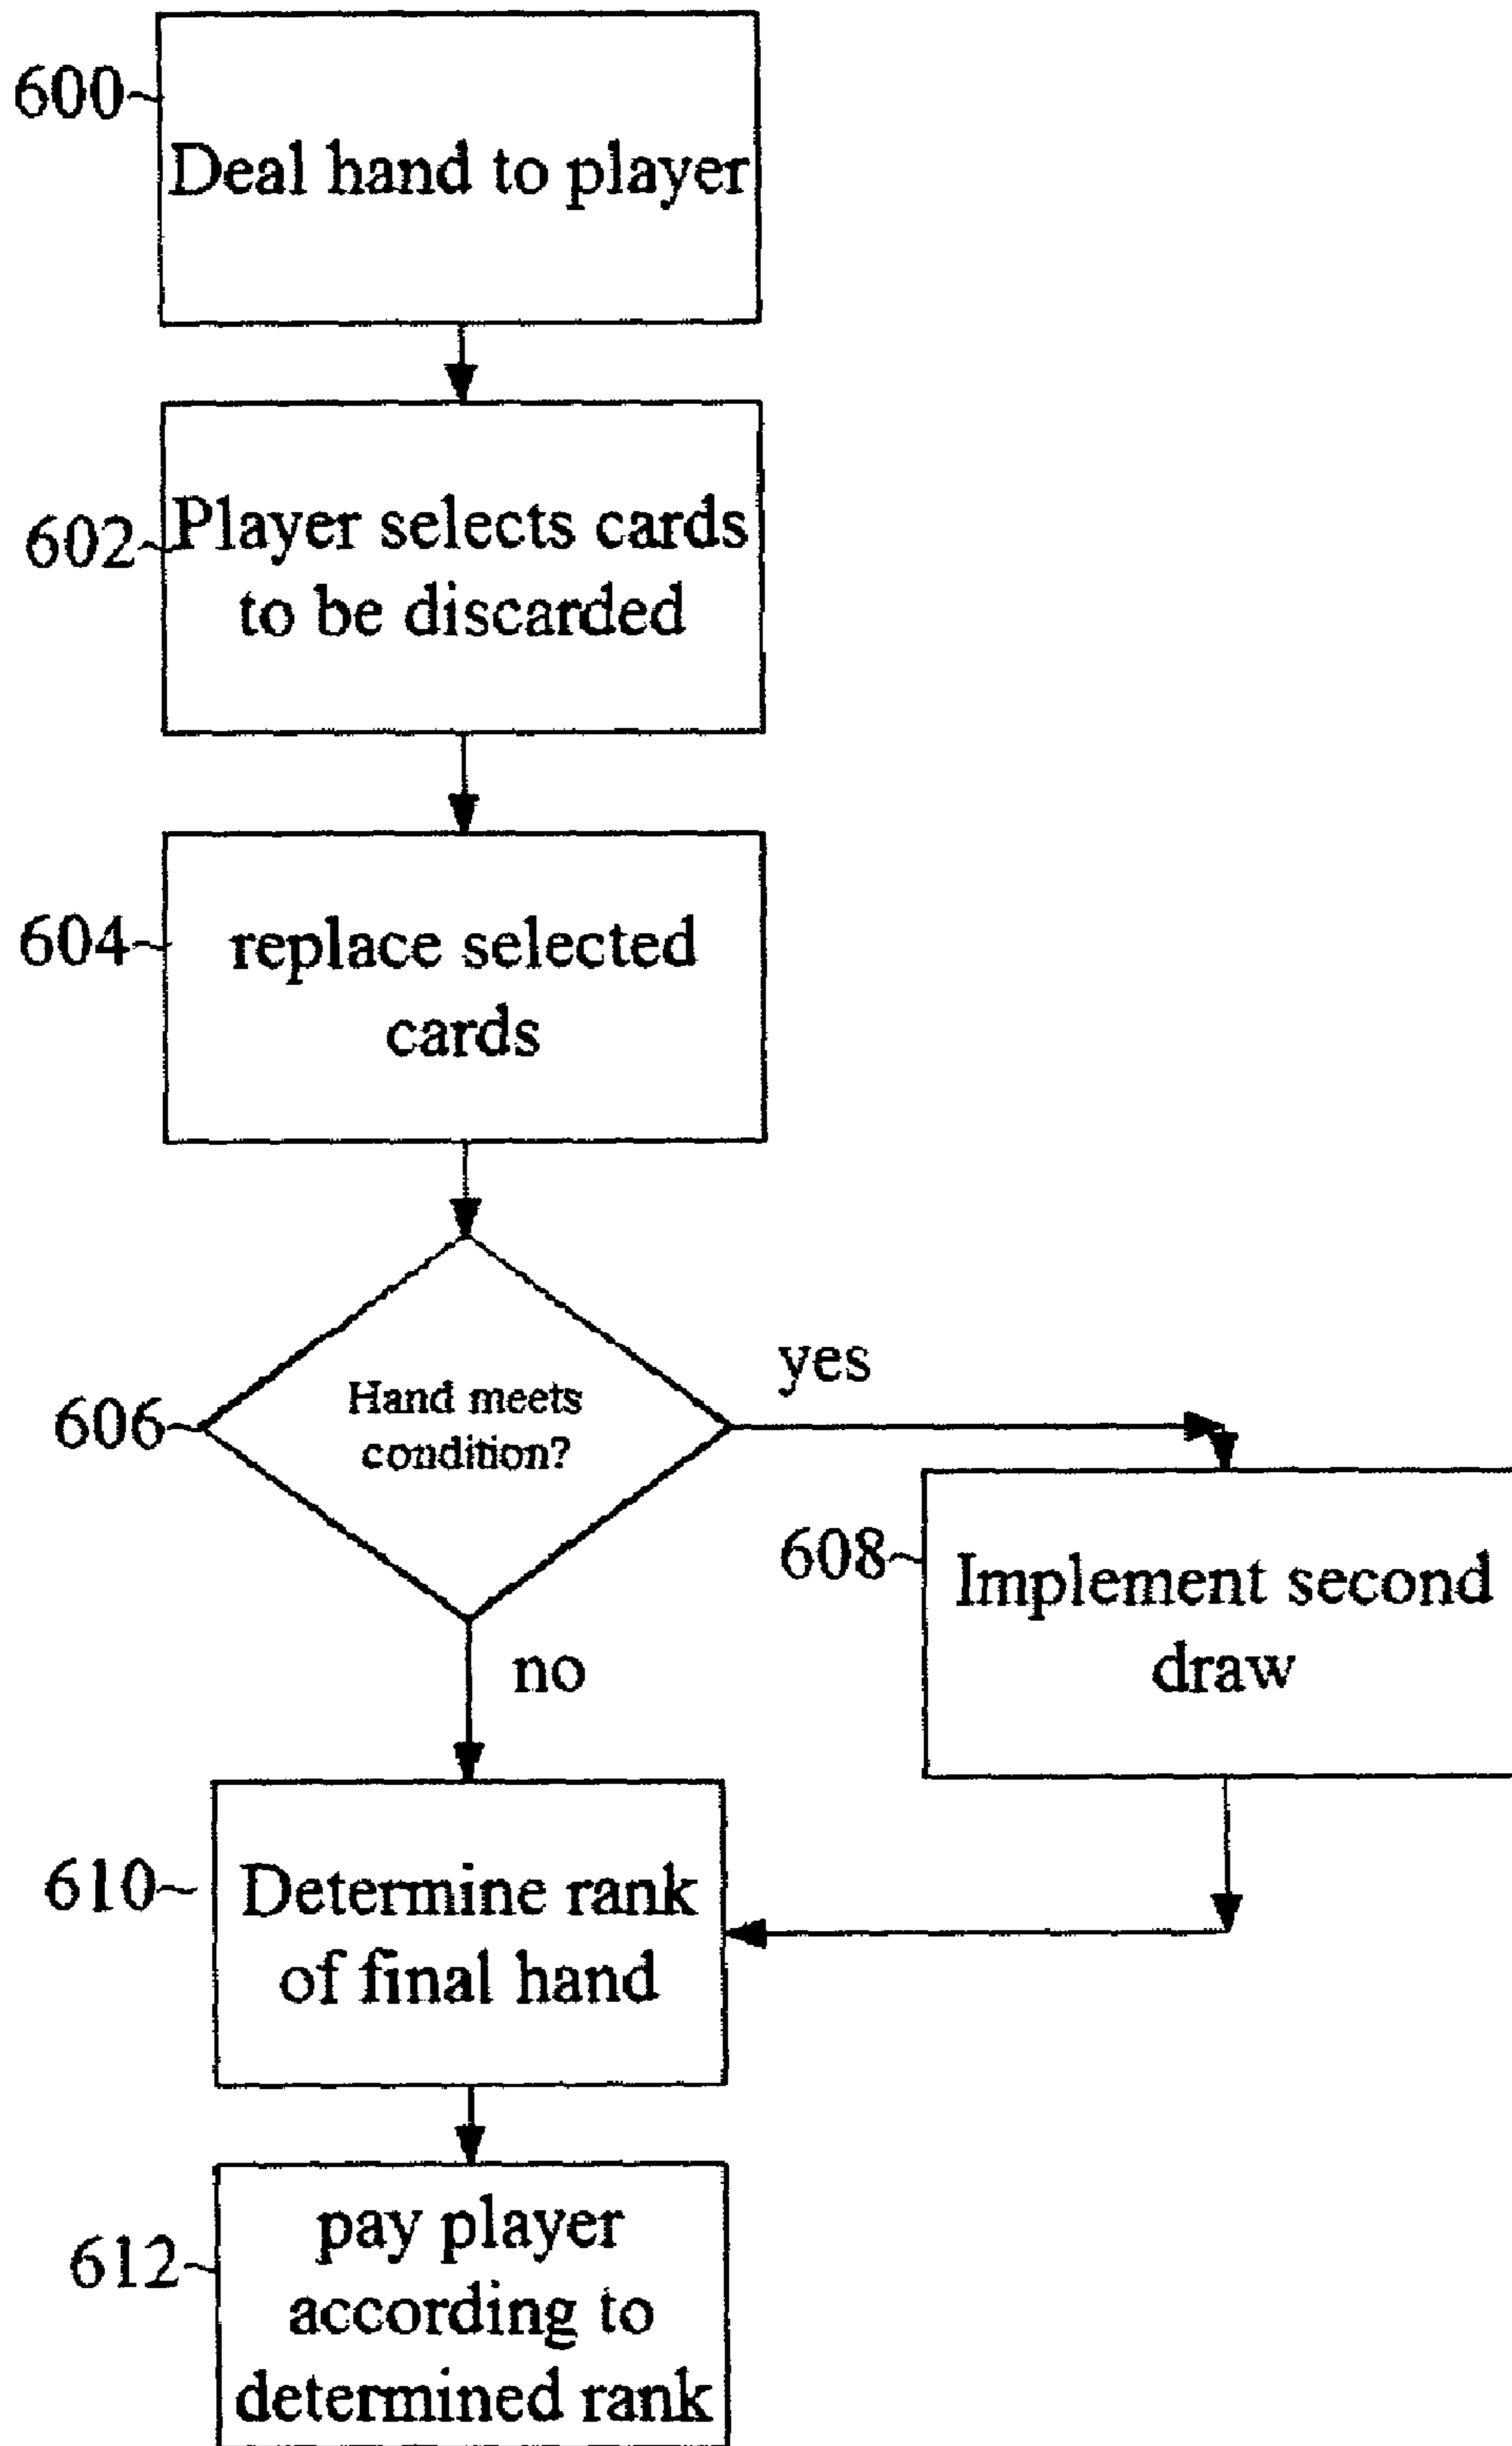 600
Deal hand to player
602
Player selects cards
to be discarded
604
replace selected
cards
606
Hand meets
condition?
yes
608
Implement second
draw
no
610
Determine rank
of final hand
612
pay player
according to
determined rank